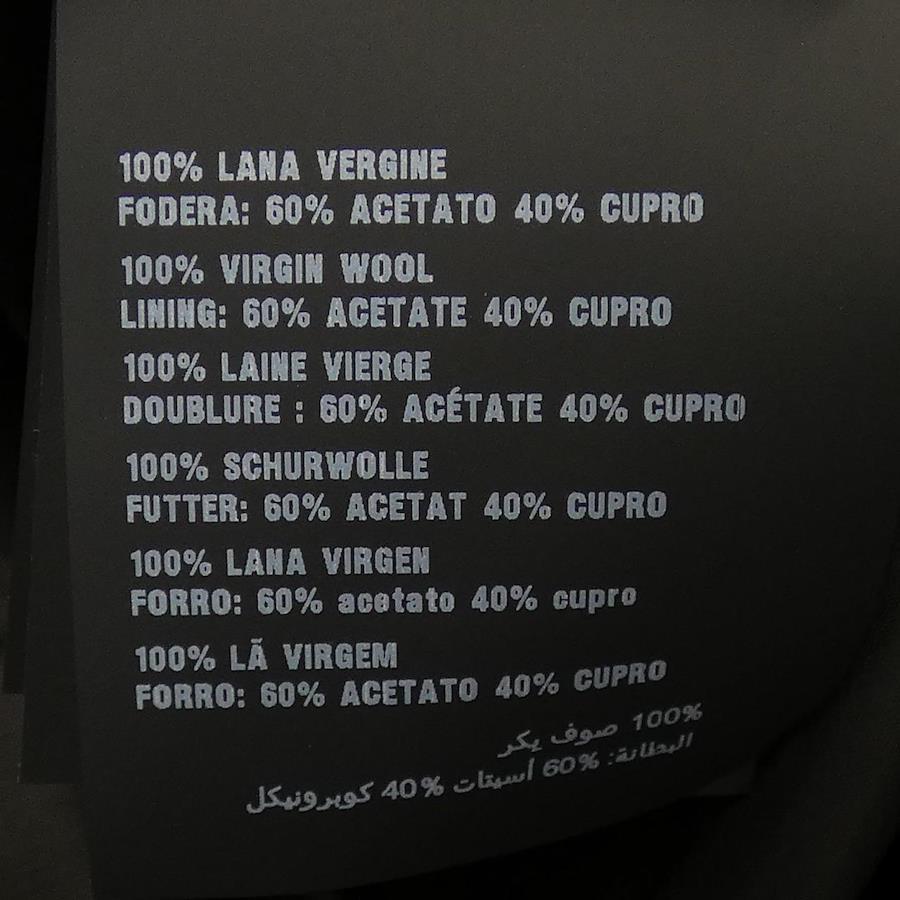 100% LANA VERGINE
FODERA: 60% ACETATO 40% CUPRO
100% VIRGIN WOOL
LINING: 60% ACETATE 40% CUPRO
100% LAINE VIERGE
DOUBLURE : 60% ACÉTATE 40% CUPRO
100% SCHURWOLLE
FUTTER: 60% ACETAT 40% CUPRO
100% LANA VIRGEN
FORRO: 60% acetato 40% cupro
100% LÃ VIRGEM
FORRO: 60% ACETATO 40% CUPRO
100% صوف يكر
البطانة: 60% أسيتات 40% كوبرونيكل